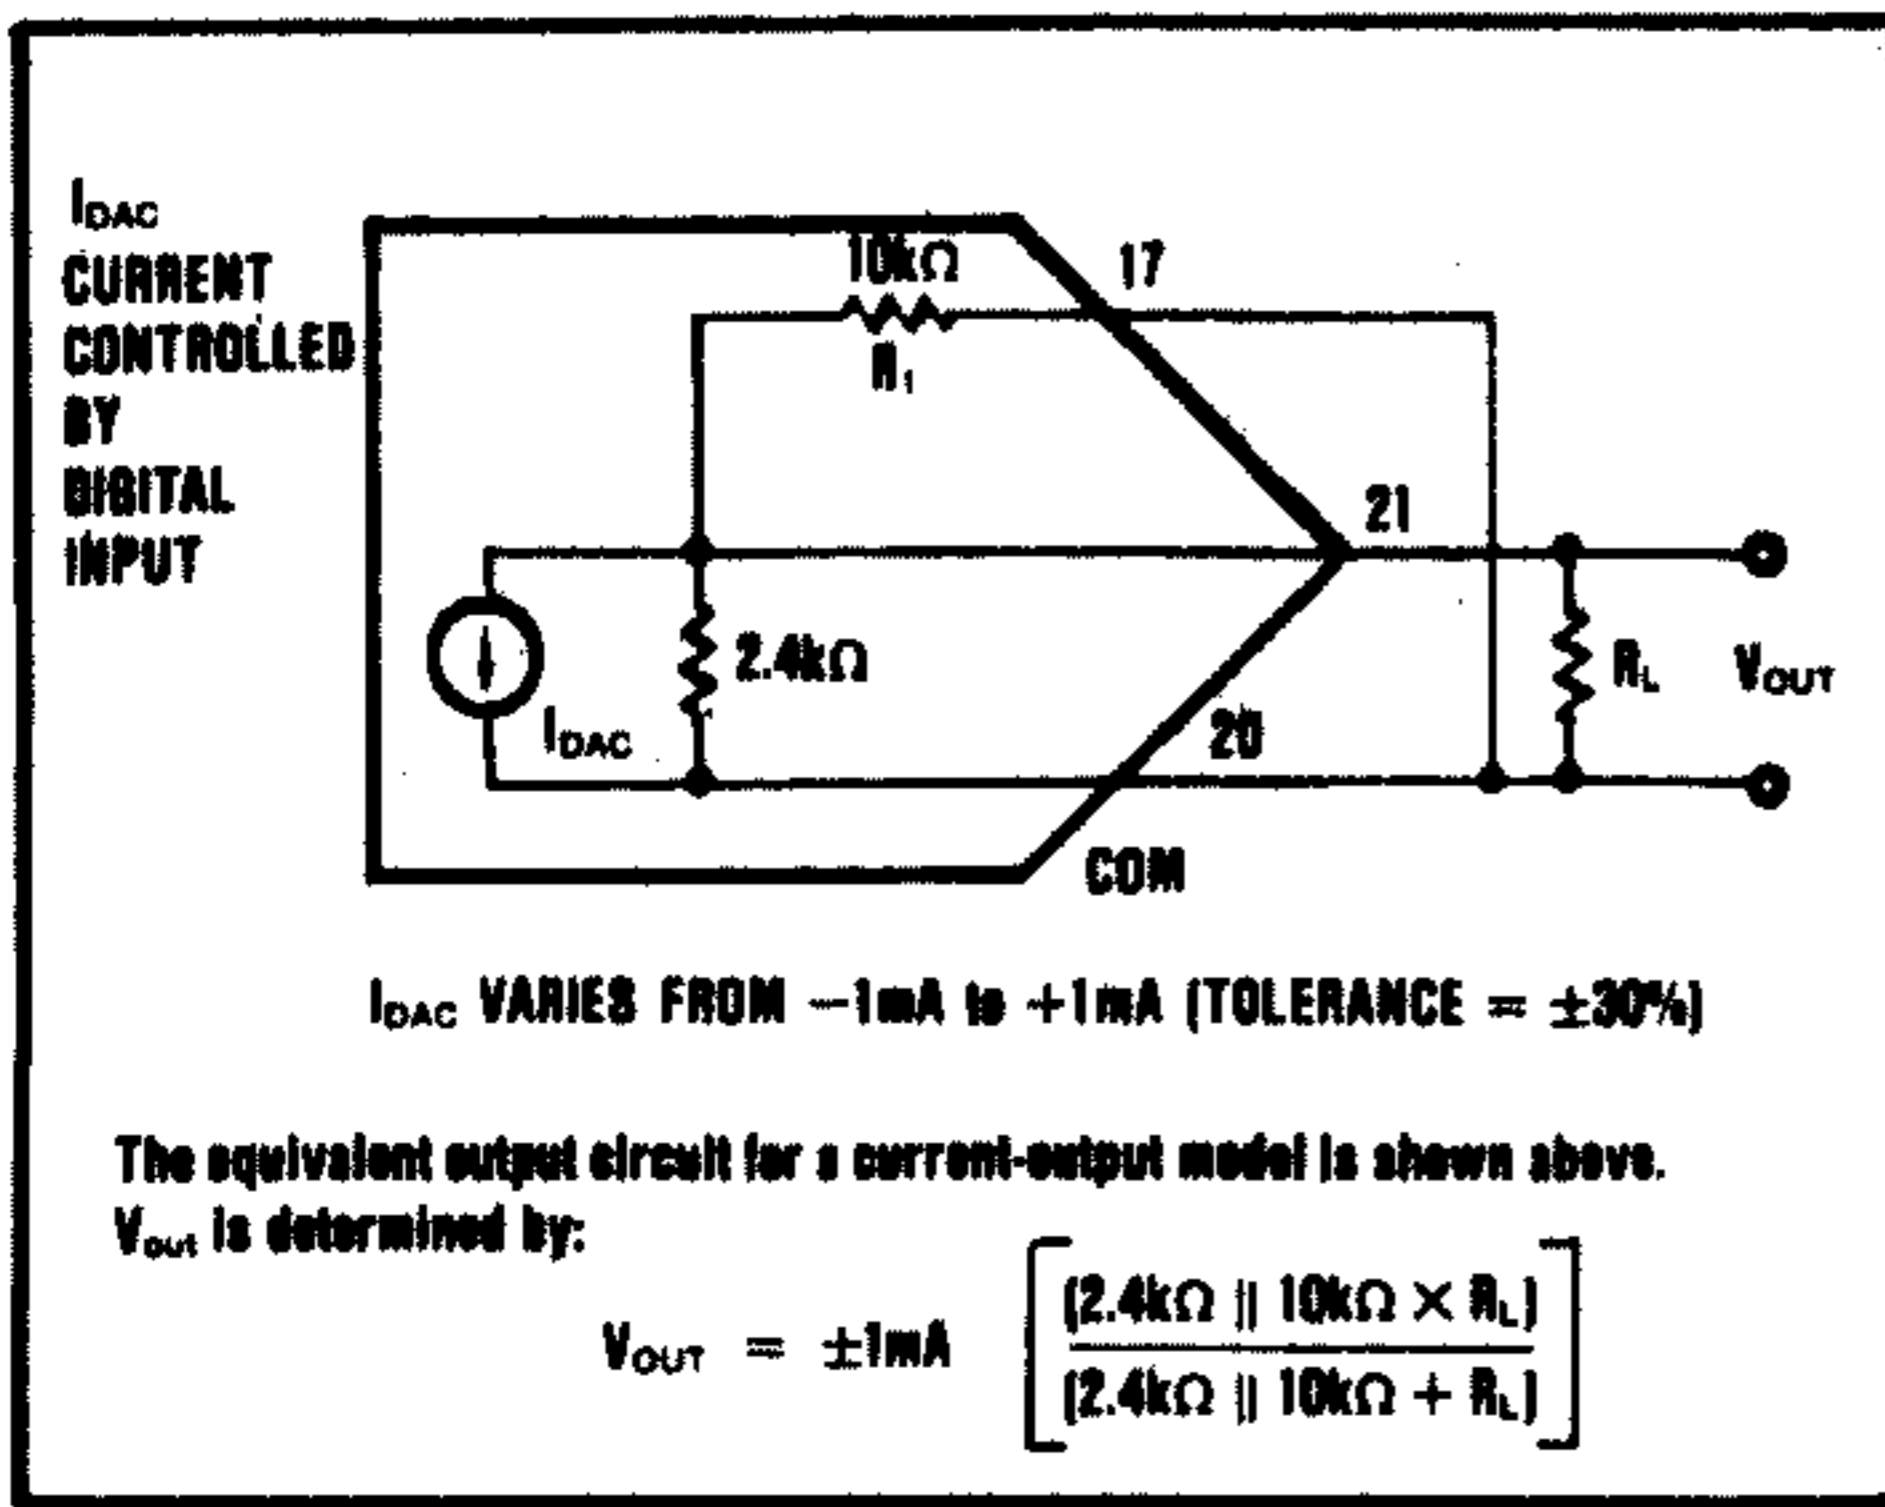 IDAC
CURRENT
CONTROLLED
BY
DIGITAL
INPUT
10kΩ
R1
17
21
2.4kΩ
IDAC
20
RL
VOUT
COM
IDAC VARIES FROM −1mA to +1mA (TOLERANCE = ±30%)
The equivalent output circuit for a current-output model is shown above.
Vout is determined by:
VOUT = ±1mA [(2.4kΩ || 10kΩ × RL) / (2.4kΩ || 10kΩ + RL)]